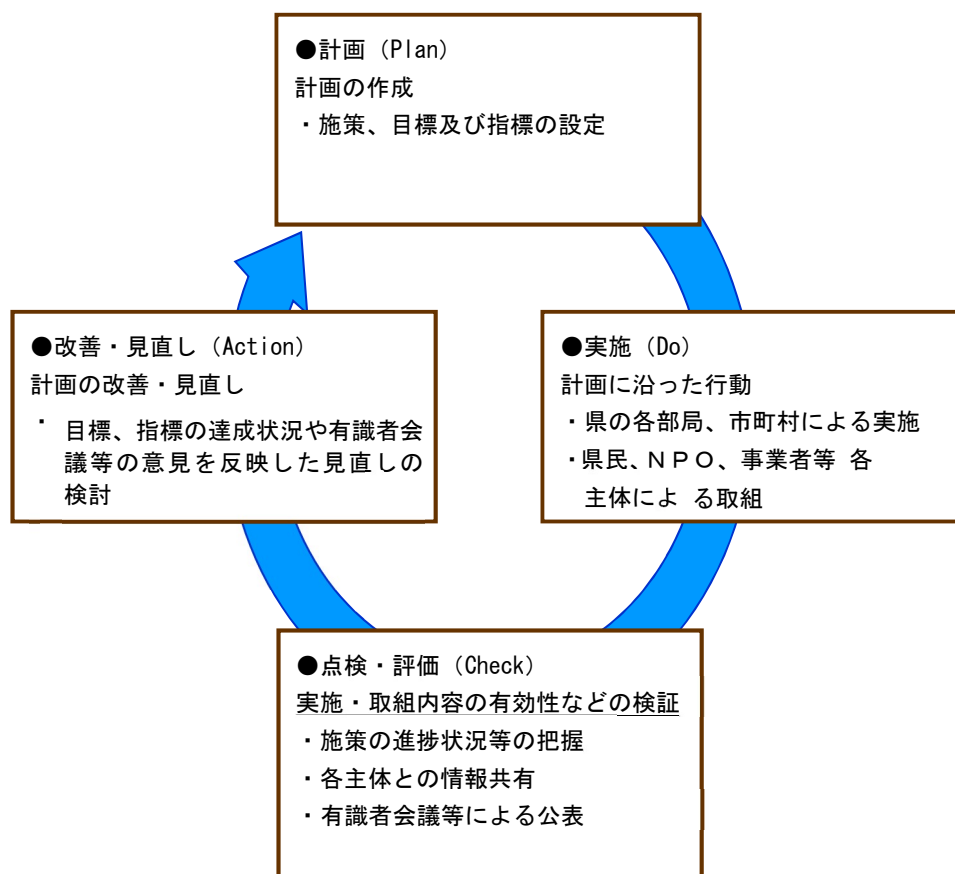 ●計画（Plan）
計画の作成
・施策、目標及び指標の設定
●改善・見直し（Action）
計画の改善・見直し
・ 目標、指標の達成状況や有識者会
議等の意見を反映した見直しの
検討
●実施（Do）
計画に沿った行動
・県の各部局、市町村による実施
・県民、ＮＰＯ、事業者等 各
主体によ る取組
●点検・評価（Check）
実施・取組内容の有効性などの検証
・施策の進捗状況等の把握
・各主体との情報共有
・有識者会議等による公表